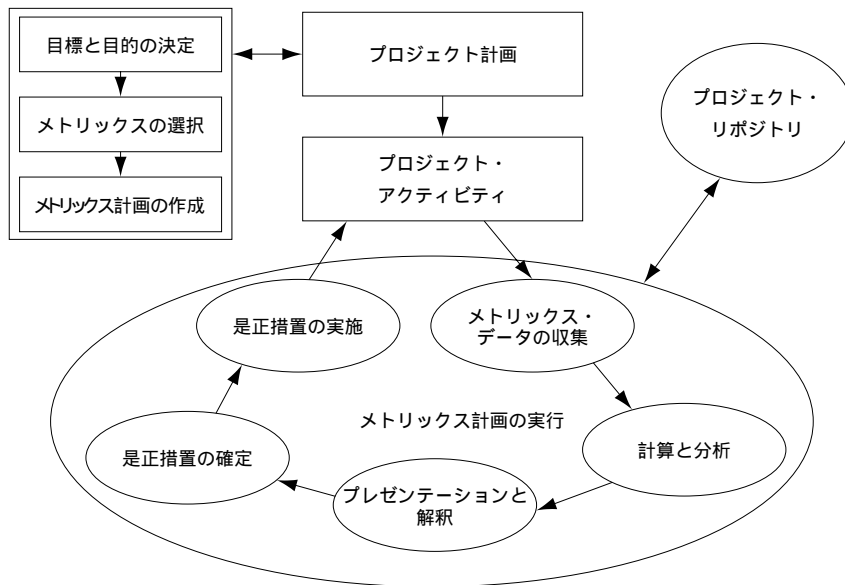 目標と目的の決定
メトリックスの選択
メトリックス計画の作成
プロジェクト計画
プロジェクト・
アクティビティ
プロジェクト・
リポジトリ
是正措置の実施
メトリックス・
データの収集
メトリックス計画の実行
是正措置の確定
計算と分析
プレゼンテーションと
解釈